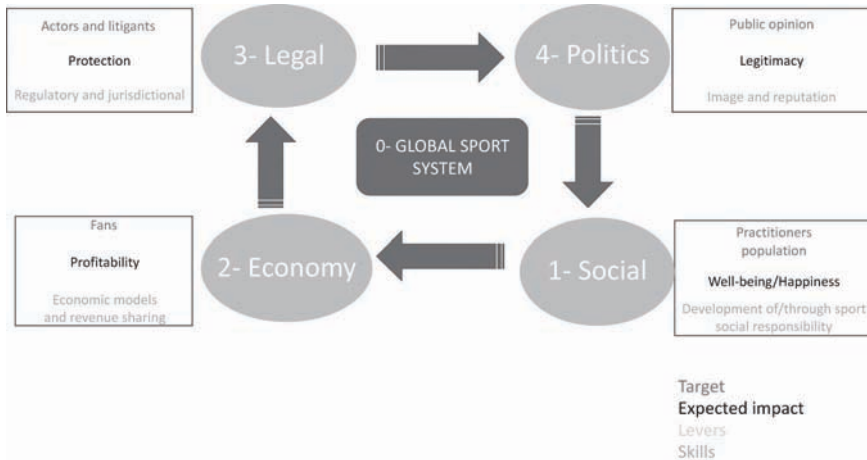 Actors and litigants
Protection
Regulatory and jurisdictional
3- Legal
4- Politics
Public opinion
Legitimacy
Image and reputation
0- GLOBAL SPORT
SYSTEM
Fans
Profitability
Economic models
and revenue sharing
2- Economy
1- Social
Practitioners
population
Well-being/Happiness
Development of/through sport
social responsibility
Target
Expected impact
Levers
Skills